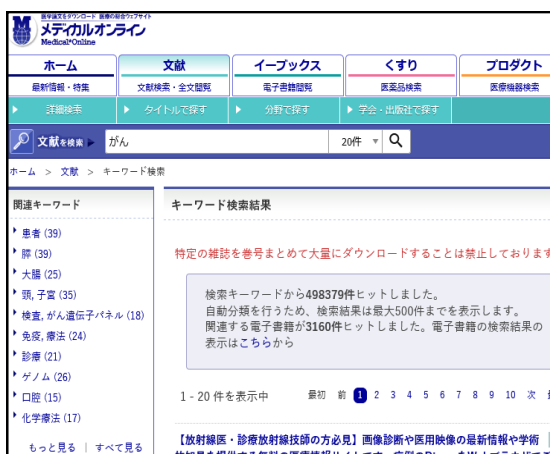 医学論文をダウンロード 医療の総合ウェブサイト
メディカルオンライン
Medical*Online
ホーム 文献 イーブックス くすり プロダクト
最新情報・特集 文献検索・全文閲覧 電子書籍閲覧 医薬品検索 医療機器検索
詳細検索 タイトルで探す 分野で探す 学会・出版社で探す
文献を検索 がん 20件
ホーム > 文献 > キーワード検索
関連キーワード
患者 (39)
膵 (39)
大腸 (25)
頸, 子宮 (35)
検査, がん遺伝子パネル (18)
免疫, 療法 (24)
診療 (21)
ゲノム (26)
口腔 (15)
化学療法 (17)
もっと見る | すべて見る
キーワード検索結果
特定の雑誌を巻号まとめて大量にダウンロードすることは禁止しております
検索キーワードから498379件ヒットしました。
自動分類を行うため、検索結果は最大500件までを表示します。
関連する電子書籍が3160件ヒットしました。電子書籍の検索結果の
表示はこちらから
1 - 20 件を表示中 最初 前 1 2 3 4 5 6 7 8 9 10 次
【放射線医・診療放射線技師の方必見】画像診断や医用映像の最新情報や学術